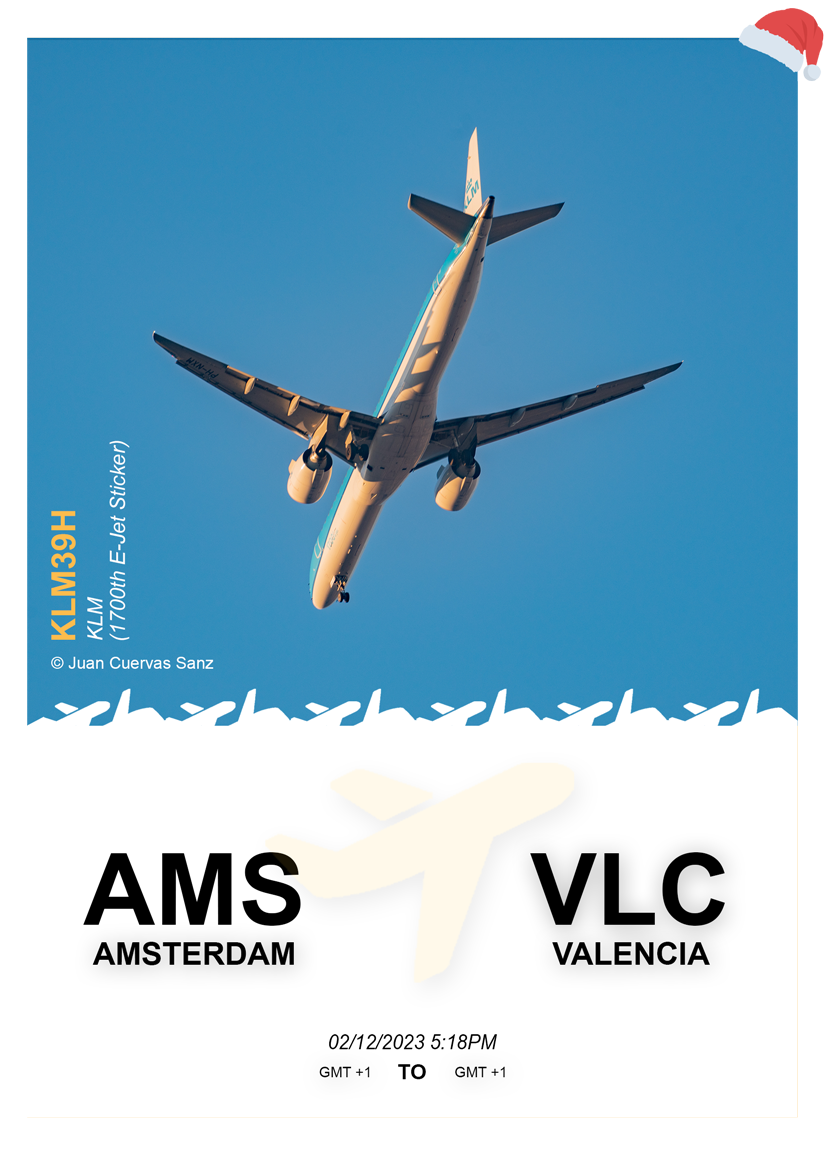 KLM
KLM39H
KLM
(1700th E-Jet Sticker)
© Juan Cuervas Sanz
AMS
AMSTERDAM
VLC
VALENCIA
02/12/2023 5:18PM
GMT +1 TO GMT +1